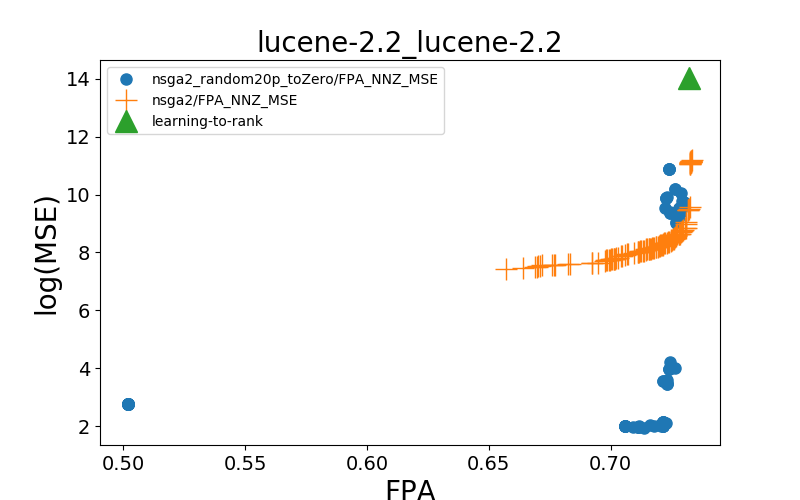 lucene-2.2_lucene-2.2
nsga2_random20p_toZero/FPA_NNZ_MSE
nsga2/FPA_NNZ_MSE
learning-to-rank
log(MSE)
14
12
10
8
6
4
2
0.50 0.55 0.60 0.65 0.70
FPA